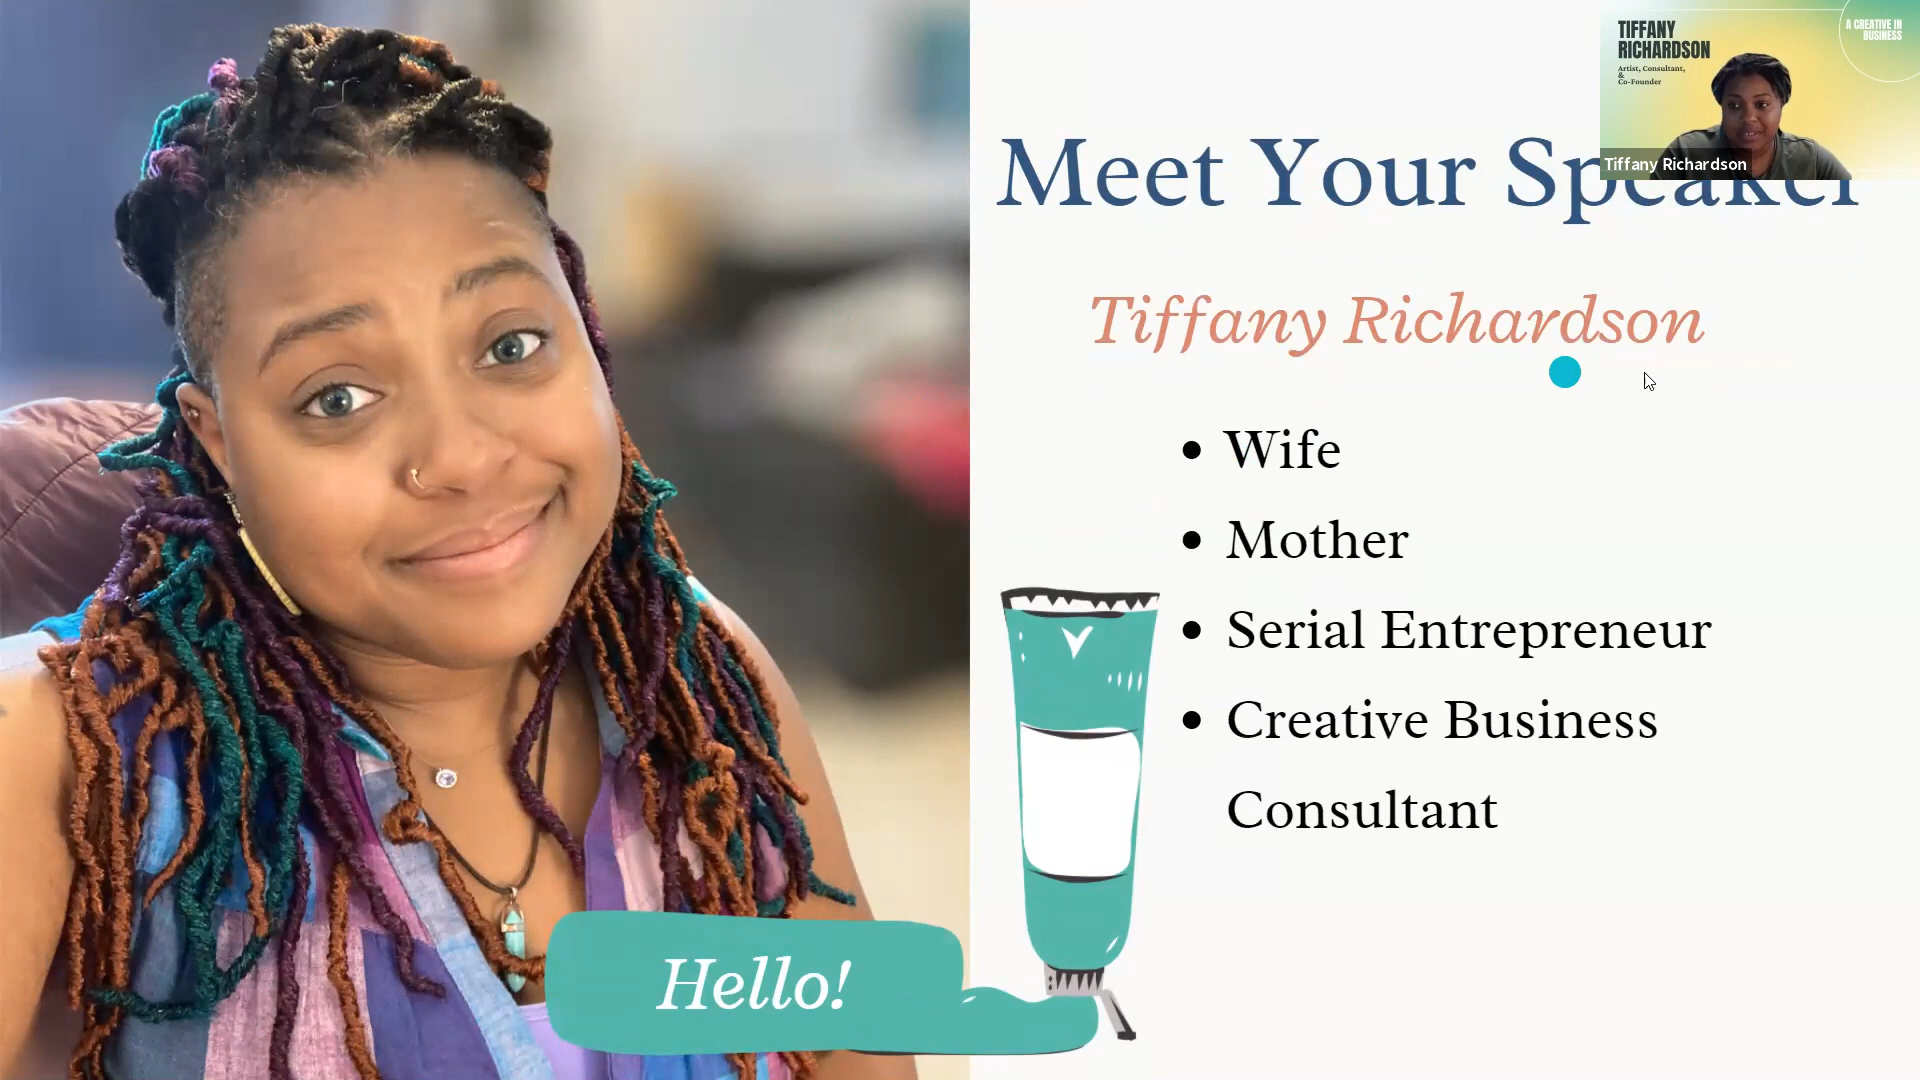 TIFFANY
RICHARDSON
Artist, Consultant,
&
Co-Founder
A CREATIVE IN
BUSINESS
Tiffany Richardson
Meet Your Speaker
Tiffany Richardson
• Wife
• Mother
• Serial Entrepreneur
• Creative Business
Consultant
Hello!